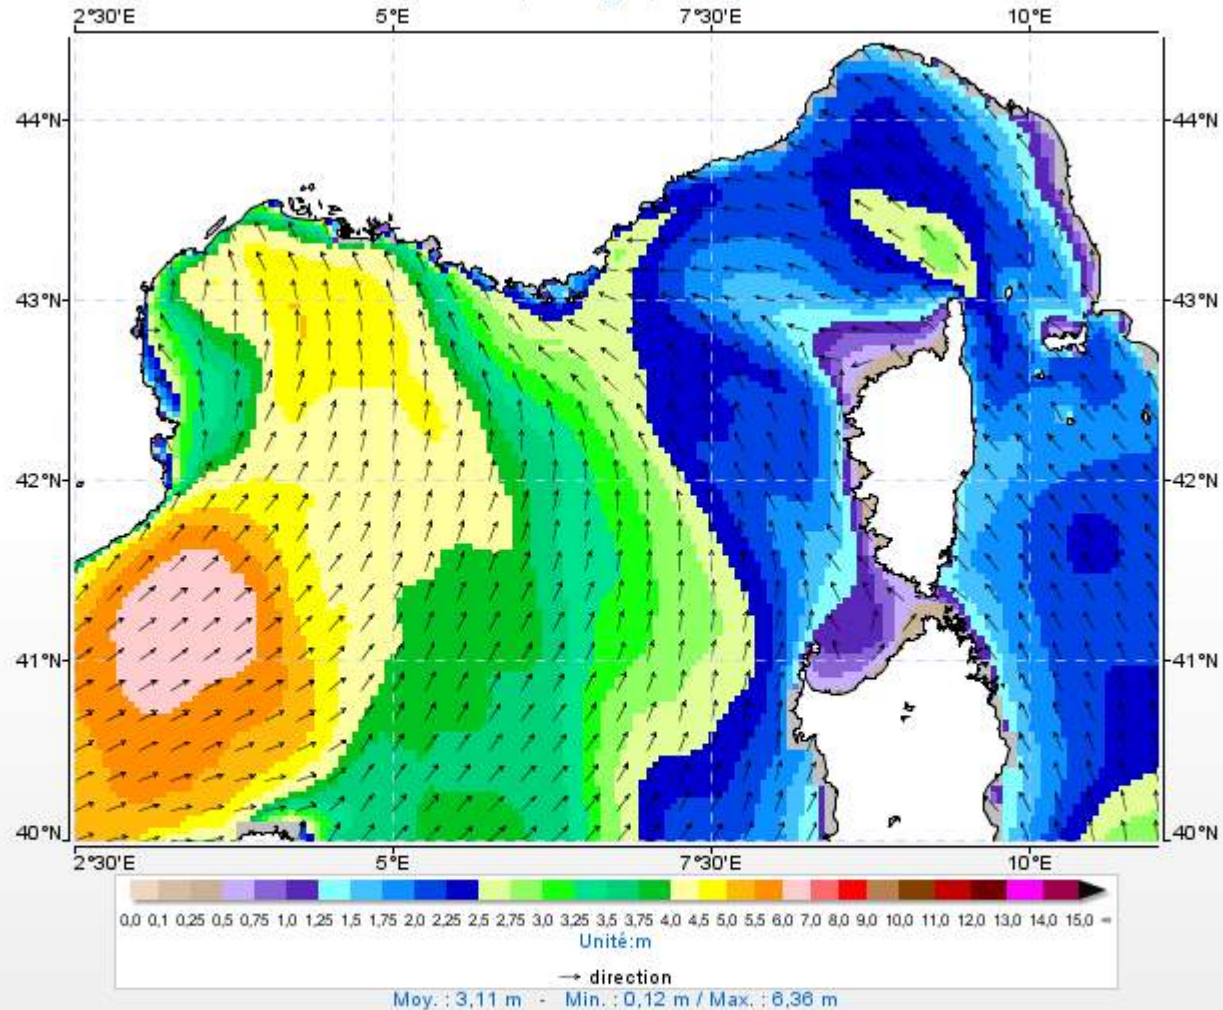 2°30'E 5°E 7°30'E 10°E
44°N 44°N
43°N 43°N
42°N 42°N
41°N 41°N
40°N 40°N
2°30'E 5°E 7°30'E 10°E
0,0 0,1 0,25 0,5 0,75 1,0 1,25 1,5 1,75 2,0 2,25 2,5 2,75 3,0 3,25 3,5 3,75 4,0 4,5 5,0 5,5 6,0 7,0 8,0 9,0 10,0 11,0 12,0 13,0 14,0 15,0 ∞
Unité:m
→ direction
Moy. : 3,11 m - Min. : 0,12 m / Max. : 6,36 m